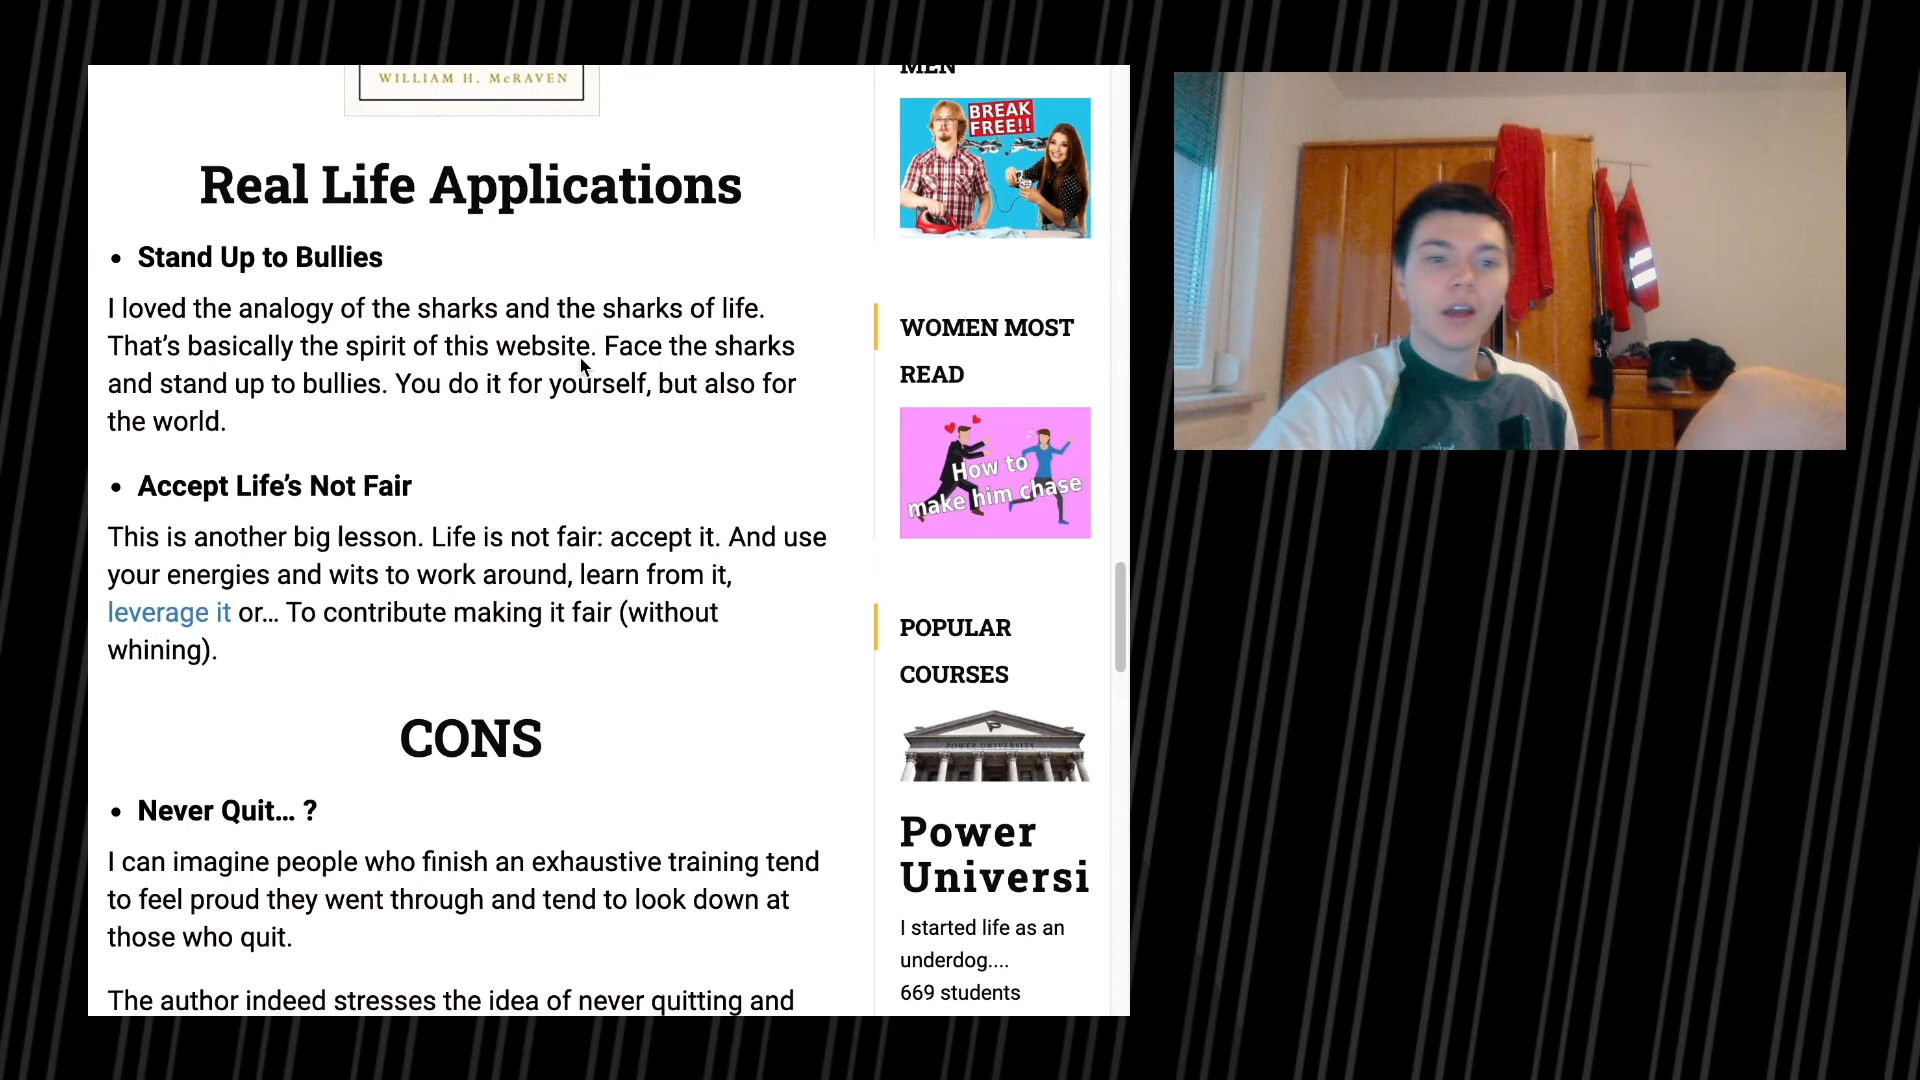 WILLIAM H. McRAVEN
Real Life Applications
• Stand Up to Bullies
I loved the analogy of the sharks and the sharks of life.
That's basically the spirit of this website. Face the sharks
and stand up to bullies. You do it for yourself, but also for
the world.
• Accept Life's Not Fair
This is another big lesson. Life is not fair: accept it. And use
your energies and wits to work around, learn from it,
leverage it or… To contribute making it fair (without
whining).
CONS
• Never Quit… ?
I can imagine people who finish an exhaustive training tend
to feel proud they went through and tend to look down at
those who quit.
The author indeed stresses the idea of never quitting and
MEN
BREAK
FREE!!
WOMEN MOST
READ
How to
make him chase
POPULAR
COURSES
POWER UNIVERSITY
Power
Universi
I started life as an
underdog....
669 students